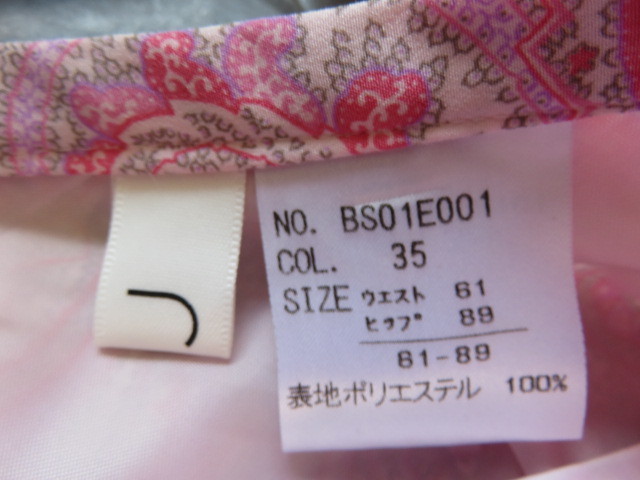 J
NO. BS01E001
COL. 35
SIZE ウエスト 61
ヒップ 89
61-89
表地ポリエステル 100%